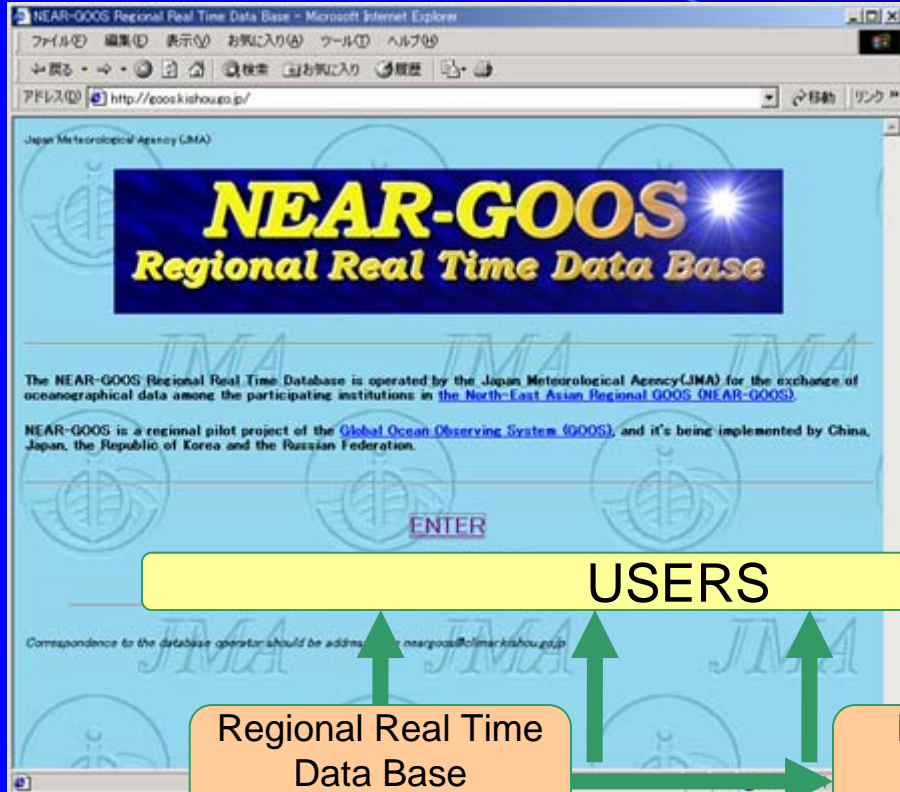 NEAR-GOOS Regional Real Time Data Base - Microsoft Internet Explorer
ファイル(F) 編集(E) 表示(V) お気に入り(A) ツール(T) ヘルプ(H)
戻る 検索 お気に入り 履歴
アドレス(D) http://goos.kishou.go.jp/ 移動 リンク »
Japan Meteorological Agency (JMA)
NEAR-GOOS
Regional Real Time Data Base
JMA JMA JMA
The NEAR-GOOS Regional Real Time Database is operated by the Japan Meteorological Agency(JMA) for the exchange of
oceanographical data among the participating institutions in the North-East Asian Regional GOOS (NEAR-GOOS).
NEAR-GOOS is a regional pilot project of the Global Ocean Observing System (GOOS), and it's being implemented by China,
Japan, the Republic of Korea and the Russian Federation.
ENTER
USERS
Correspondence to the database operator should be neargoos@climar.kishou.go.jp
JMA JMA JMA
Regional Real Time
Data Base